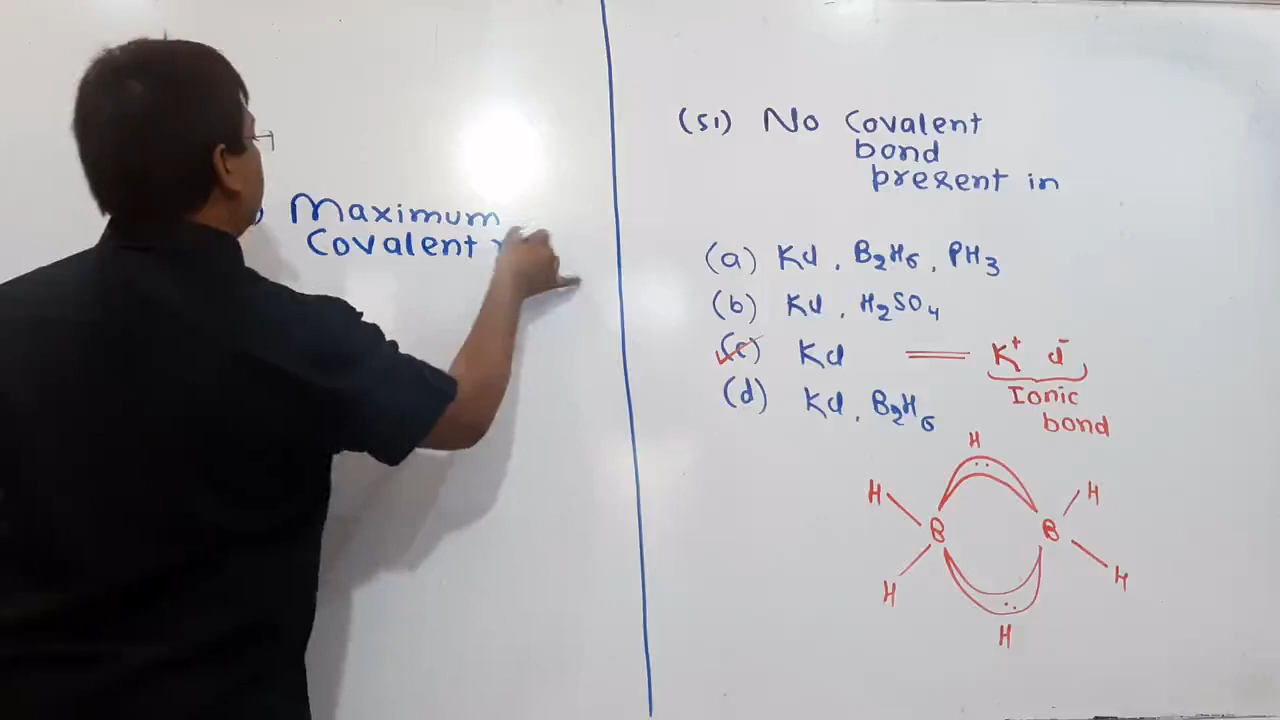 Maximum
Covalent
(51) No Covalent
bond
present in
(a) KCl, B2H6, PH3
(b) KCl, H2SO4
(c) KCl K+ Cl-
Ionic
bond
(d) KCl, B2H6
H
H H
B B
H H
H